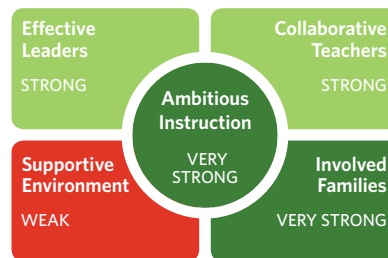 Effective
Leaders
STRONG
Collaborative
Teachers
STRONG
Ambitious
Instruction
VERY
STRONG
Supportive
Environment
WEAK
Involved
Families
VERY STRONG